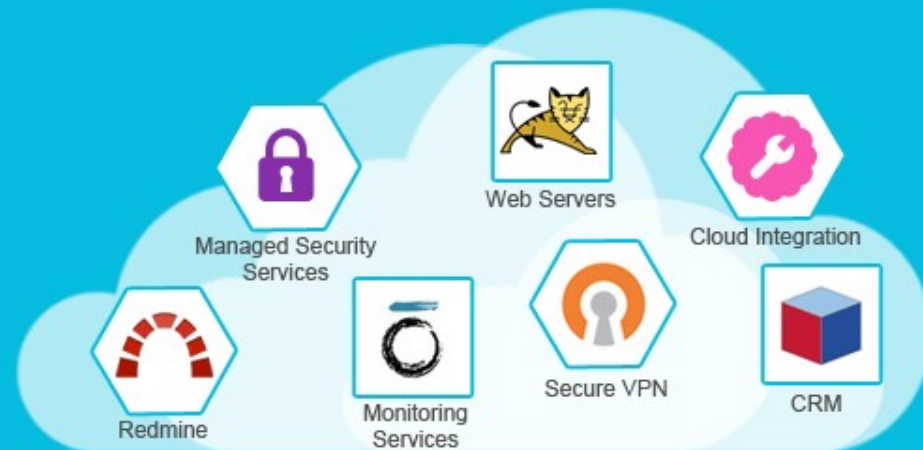 Web Servers
Managed Security
Services
Cloud Integration
Redmine
Monitoring
Services
Secure VPN
CRM